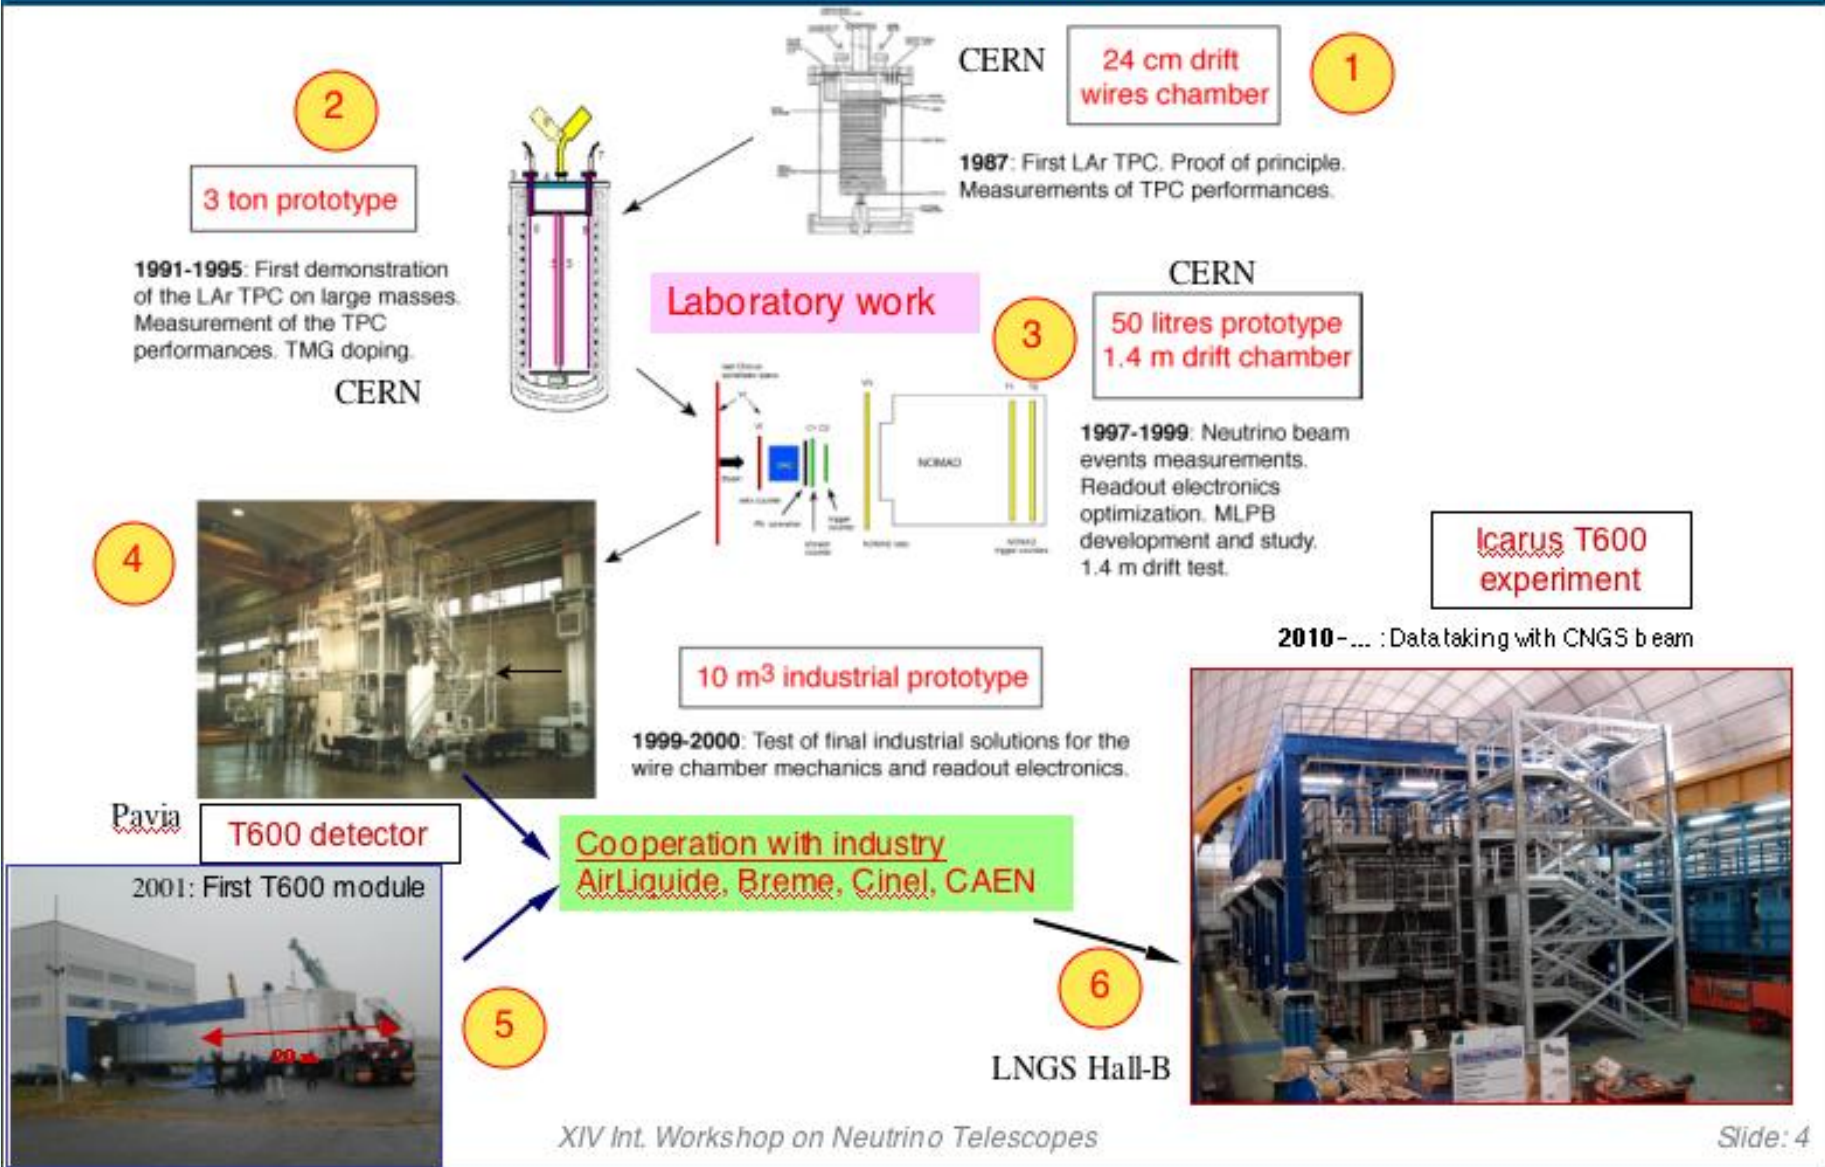 CERN
24 cm drift
wires chamber
1
1987: First LAr TPC. Proof of principle.
Measurements of TPC performances.
2
3 ton prototype
1991-1995: First demonstration
of the LAr TPC on large masses.
Measurement of the TPC
performances. TMG doping.
CERN
Laboratory work
3
CERN
50 litres prototype
1.4 m drift chamber
NOMAD
1997-1999: Neutrino beam
events measurements.
Readout electronics
optimization. MLPB
development and study.
1.4 m drift test.
4
10 m3 industrial prototype
1999-2000: Test of final industrial solutions for the
wire chamber mechanics and readout electronics.
Icarus T600
experiment
2010-... : Data taking with CNGS beam
Pavia
T600 detector
2001: First T600 module
Cooperation with industry
AirLiquide, Breme, Cinel, CAEN
5
6
LNGS Hall-B
XIV Int. Workshop on Neutrino Telescopes
Slide: 4